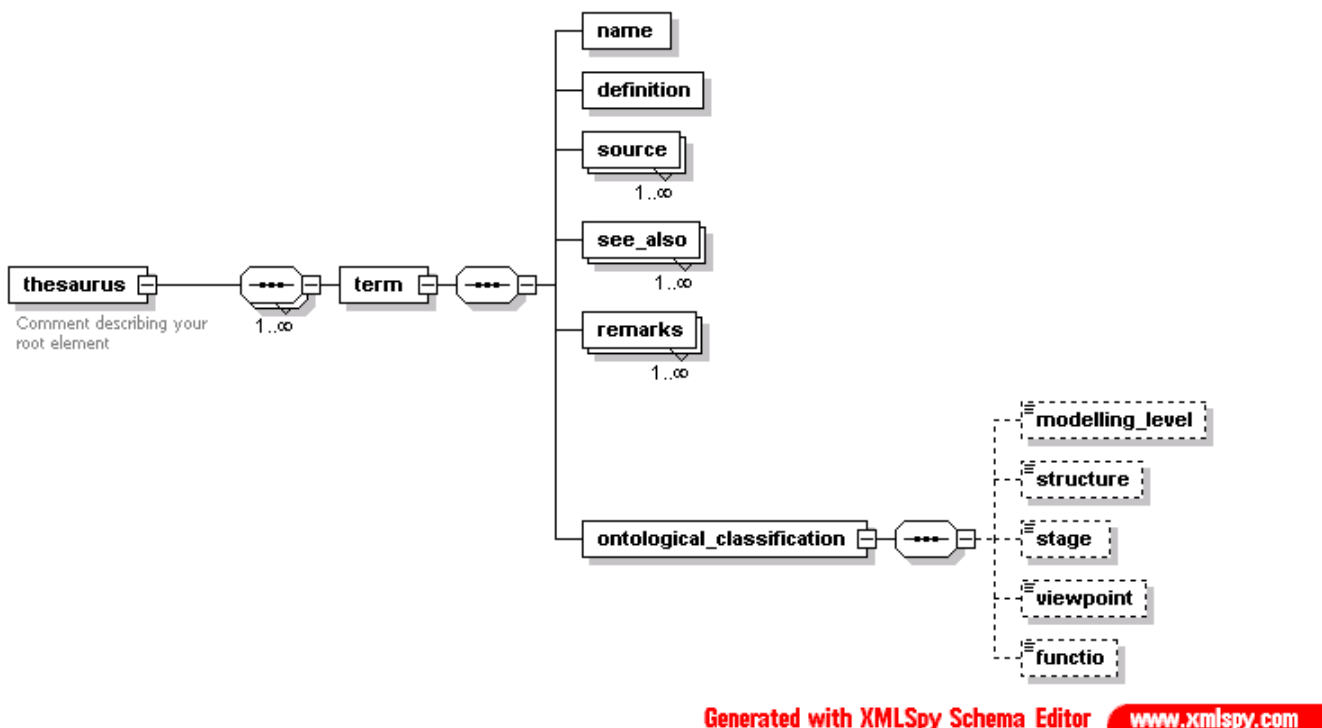 name
definition
source
1..∞
see_also
1..∞
thesaurus
term
Comment describing your
root element
1..∞
remarks
1..∞
modelling_level
structure
ontological_classification
stage
viewpoint
functio
Generated with XMLSpy Schema Editor www.xmlspy.com